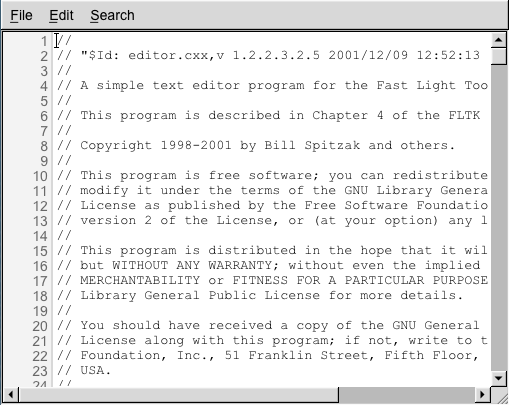 File Edit Search
1 //
2 // "$Id: editor.cxx,v 1.2.2.3.2.5 2001/12/09 12:52:13
3 //
4 // A simple text editor program for the Fast Light Too
5 //
6 // This program is described in Chapter 4 of the FLTK
7 //
8 // Copyright 1998-2001 by Bill Spitzak and others.
9 //
10 // This program is free software; you can redistribute
11 // modify it under the terms of the GNU Library Genera
12 // License as published by the Free Software Foundatio
13 // version 2 of the License, or (at your option) any l
14 //
15 // This program is distributed in the hope that it wil
16 // but WITHOUT ANY WARRANTY; without even the implied
17 // MERCHANTABILITY or FITNESS FOR A PARTICULAR PURPOSE
18 // Library General Public License for more details.
19 //
20 // You should have received a copy of the GNU General
21 // License along with this program; if not, write to t
22 // Foundation, Inc., 51 Franklin Street, Fifth Floor,
23 // USA.
24 //